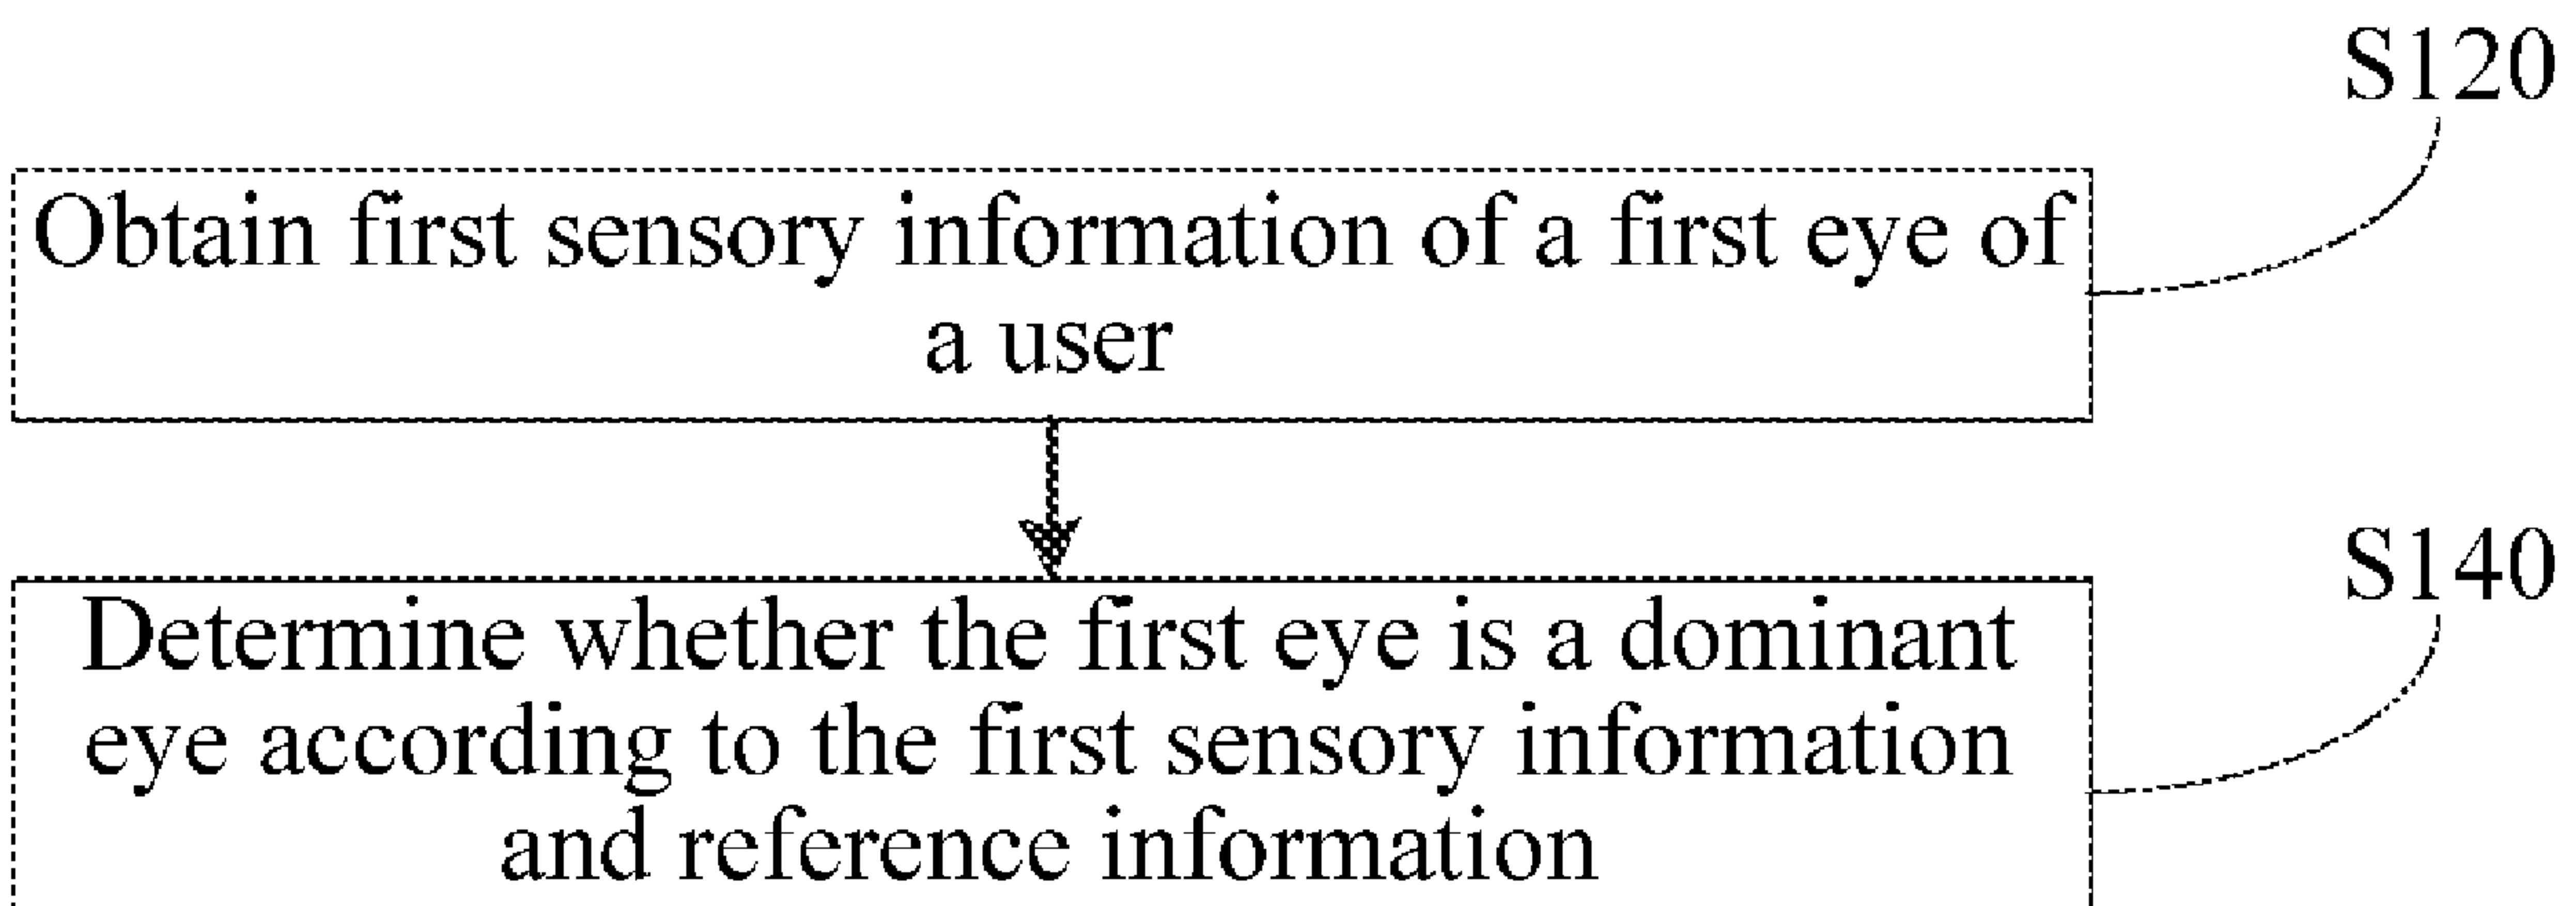 S120
Obtain first sensory information of a first eye of
a user
S140
Determine whether the first eye is a dominant
eye according to the first sensory information
and reference information